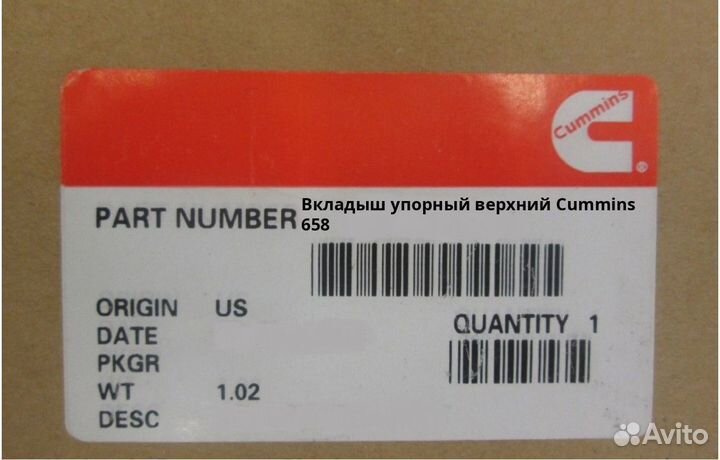 Cummins
®
PART NUMBER Вкладыш упорный верхний Cummins
658
ORIGIN US
DATE
QUANTITY 1
PKGR
WT 1.02
DESC
Avito